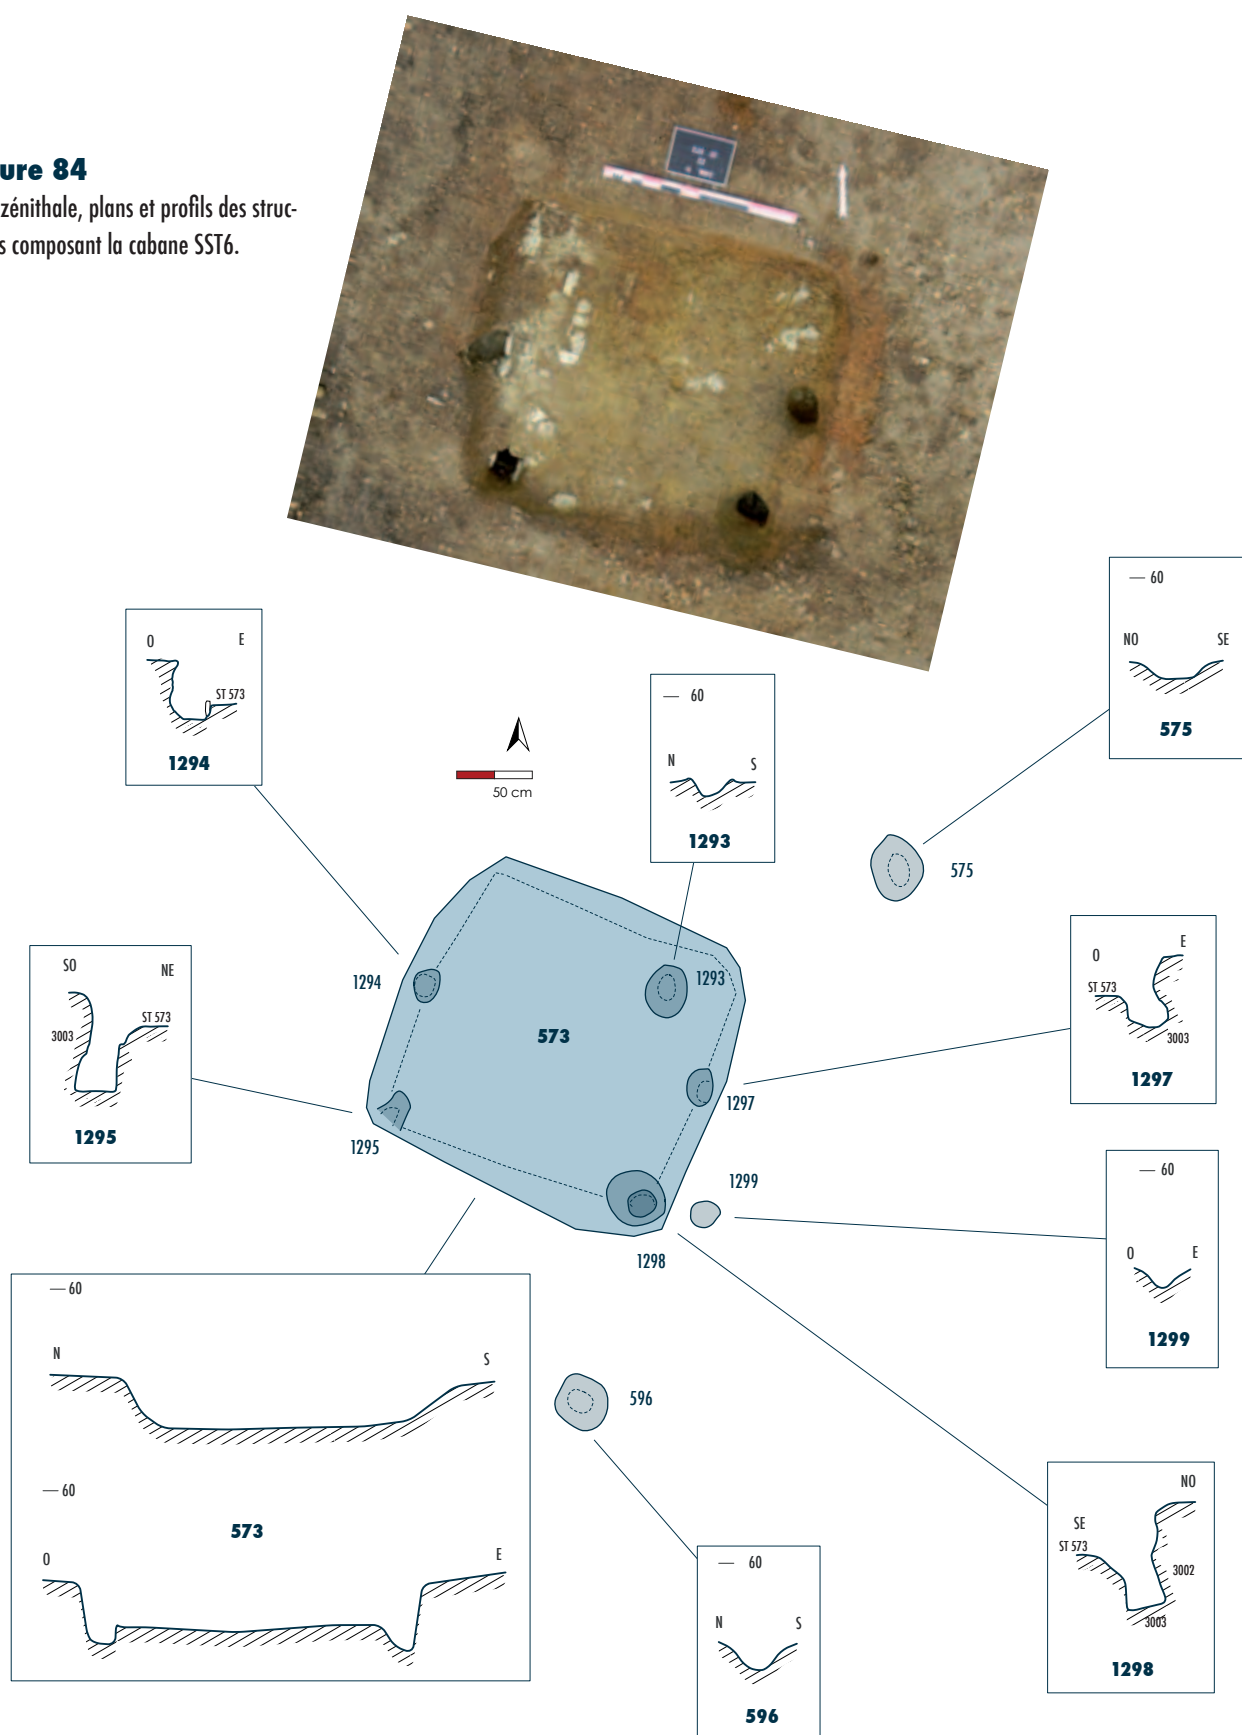 ure 84
zénithale, plans et profils des struc-
s composant la cabane SST6.
— 60
NO SE
575
O E
ST 573
1294
— 60
N S
1293
50 cm
575
1294
1293
573
O E
ST 573
3003
1297
SO NE
ST 573
3003
1295
1297
1295
1299
1298
— 60
O E
1299
— 60
N S
— 60
573
O E
596
NO
SE
ST 573
3002
3003
1298
— 60
N S
596